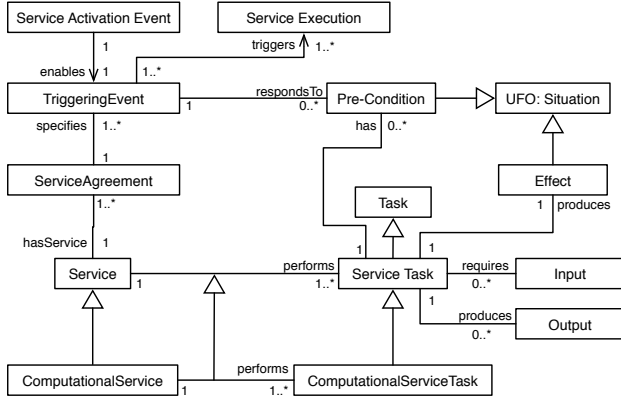 Service Activation Event
Service Execution
1
triggers
1..*
enables
1
1..*
TriggeringEvent
respondsTo
Pre-Condition
UFO: Situation
1
0..*
specifies
1..*
has
0..*
1
ServiceAgreement
Effect
1..*
Task
1
produces
hasService
1
1
1
Service
performs
Service Task
requires
Input
1
1..*
0..*
1
produces
Output
0..*
ComputationalService
performs
ComputationalServiceTask
1
1..*